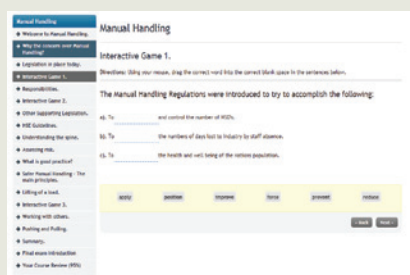 Manual Handling
Welcome to Manual Handling.
Why the concern over Manual
Handling?
Legislation in place today.
Interactive Game 1.
Responsibilities.
Interactive Game 2.
Other Supporting Legislation.
HSE Guidelines.
Understanding the spine.
Assessing risk.
What is good practice?
Safer Manual Handling - The
main principles.
Lifting of a load.
Interactive Game 3.
Working with others.
Pushing and Pulling.
Summary.
Final exam introduction
Your Course Review (95%)
Manual Handling
Interactive Game 1.
Directions: Using your mouse, drag the correct word into the correct blank space in the sentences below.
The Manual Handling Regulations were introduced to try to accomplish the following:
a). To and control the number of MSDs.
b). To the numbers of days lost to industry by staff absence.
c). To the health and well being of the nations population.
apply position improve force prevent reduce
Back Next